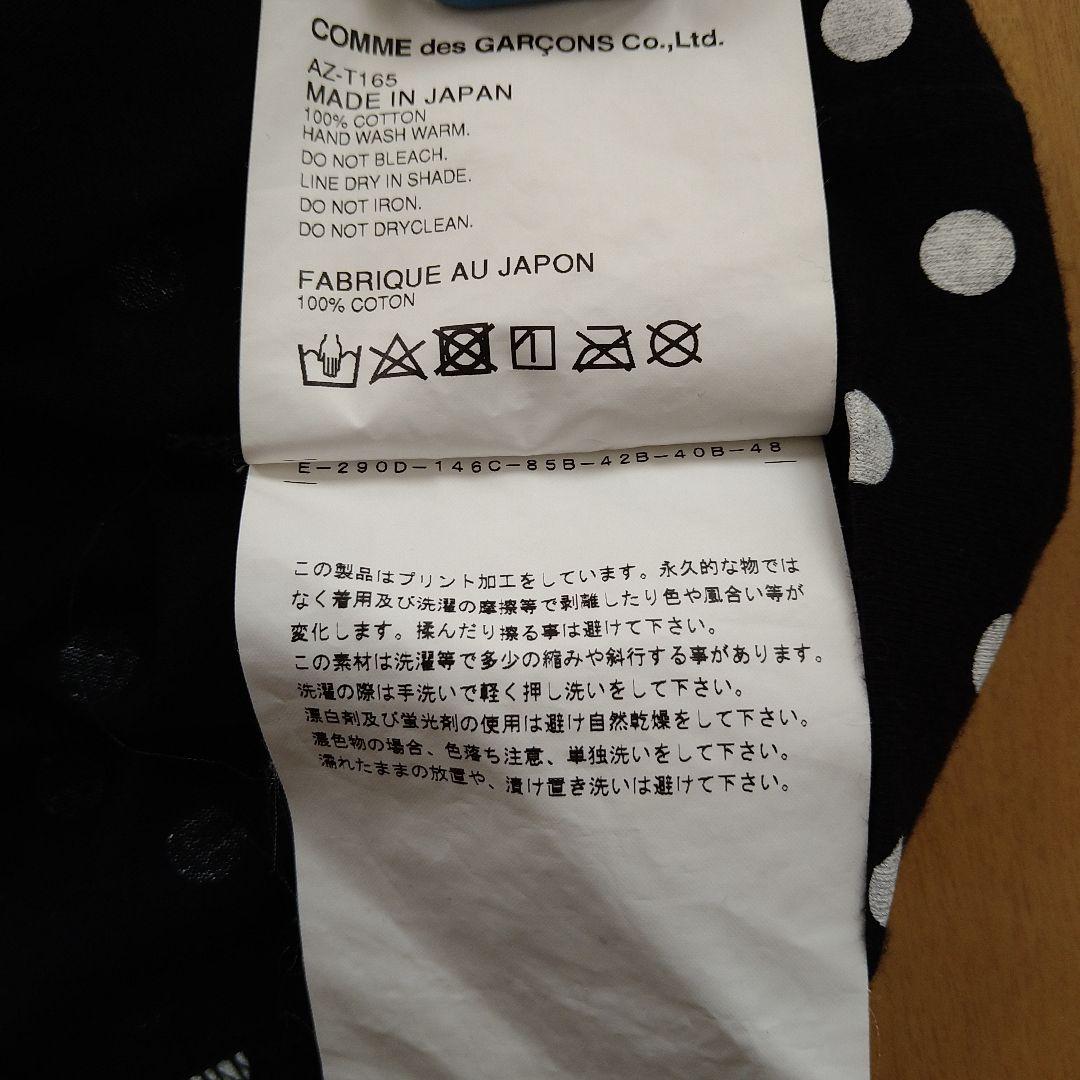 COMME des GARÇONS Co.,Ltd.
AZ-T165
MADE IN JAPAN
100% COTTON
HAND WASH WARM.
DO NOT BLEACH.
LINE DRY IN SHADE.
DO NOT IRON.
DO NOT DRYCLEAN.
FABRIQUE AU JAPON
100% COTON
E-290D-146C-85B-42B-40B-48
この製品はプリント加工をしています。永久的な物では
なく着用及び洗濯の摩擦等で剥離したり色や風合い等が
変化します。揉んだり擦る事は避けて下さい。
この素材は洗濯等で多少の縮みや斜行する事があります。
洗濯の際は手洗いで軽く押し洗いをして下さい。
漂白剤及び蛍光剤の使用は避け自然乾燥をして下さい。
濃色物の場合、色落ち注意、単独洗いをして下さい。
濡れたままの放置や、漬け置き洗いは避けて下さい。